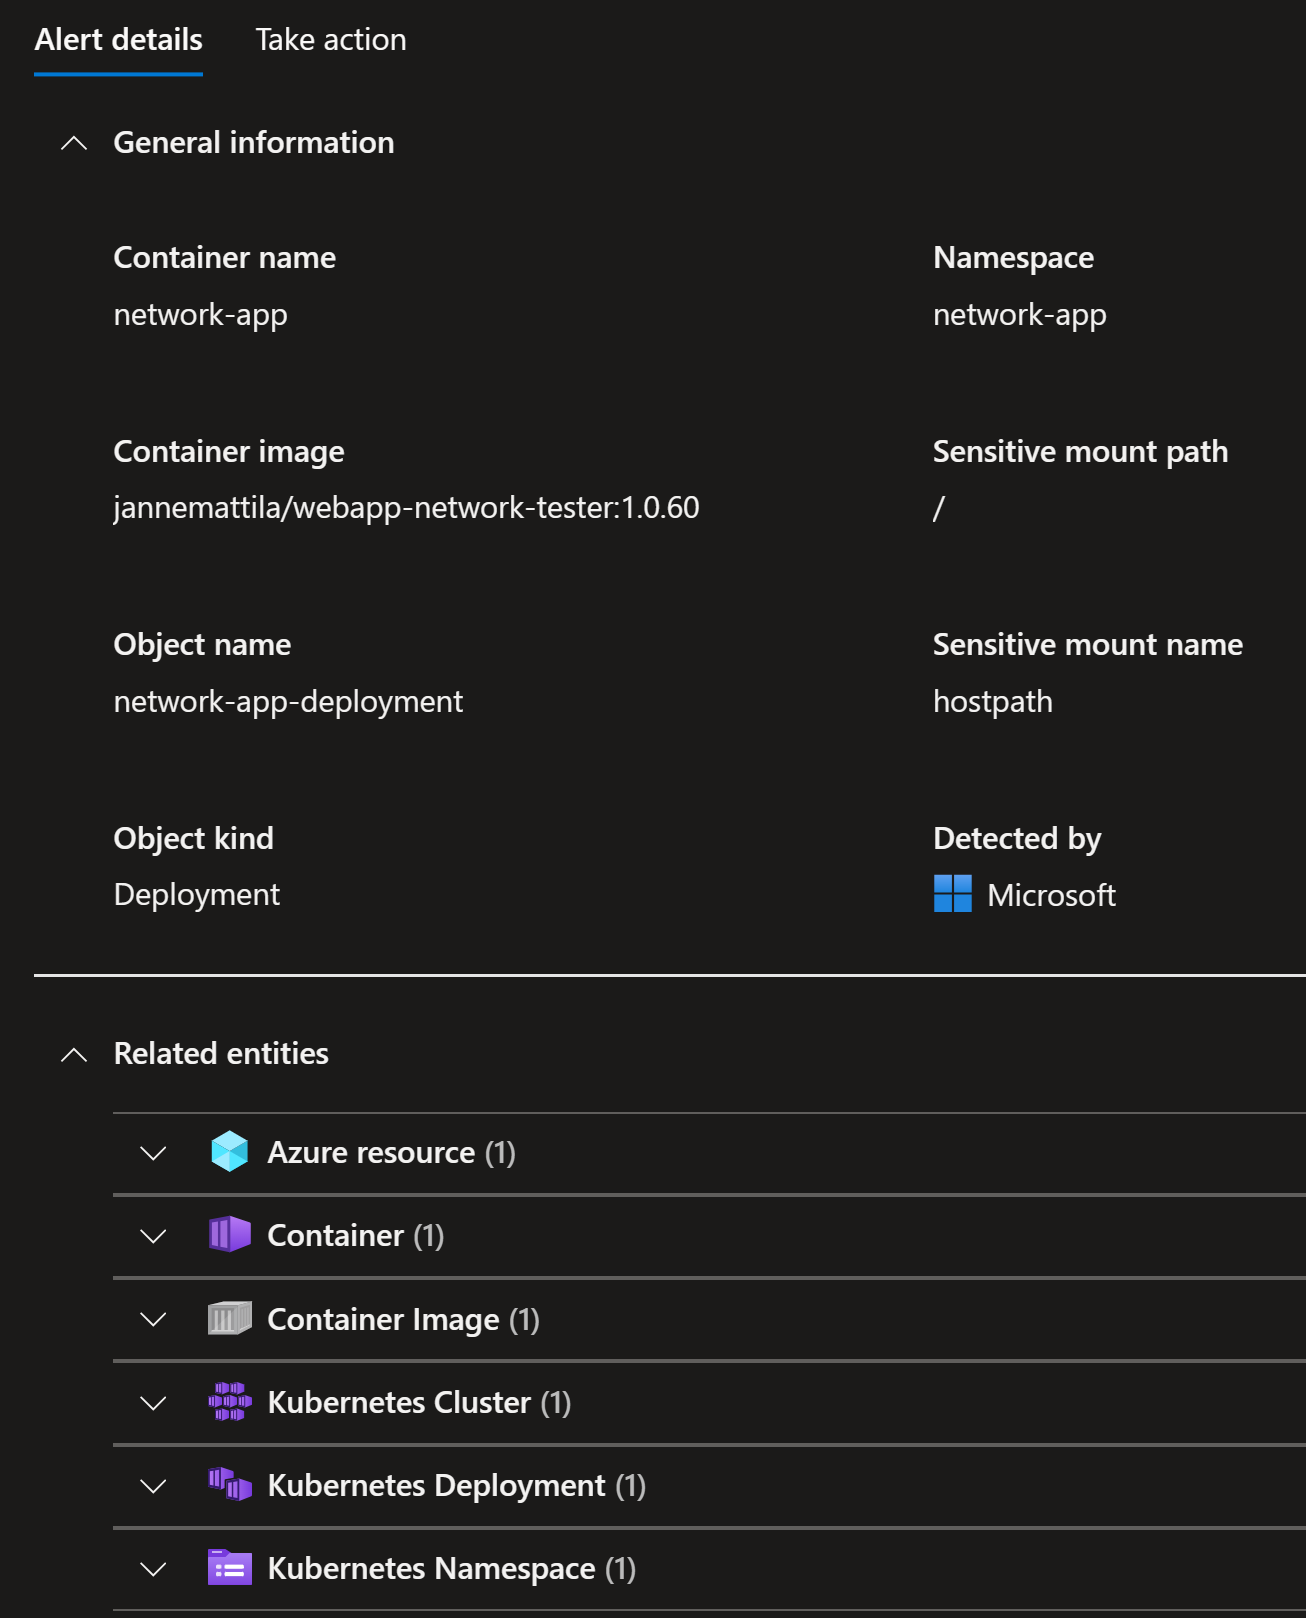 Alert details Take action
General information
Container name Namespace
network-app network-app
Container image Sensitive mount path
jannemattila/webapp-network-tester:1.0.60 /
Object name Sensitive mount name
network-app-deployment hostpath
Object kind Detected by
Deployment Microsoft
Related entities
Azure resource (1)
Container (1)
Container Image (1)
Kubernetes Cluster (1)
Kubernetes Deployment (1)
Kubernetes Namespace (1)